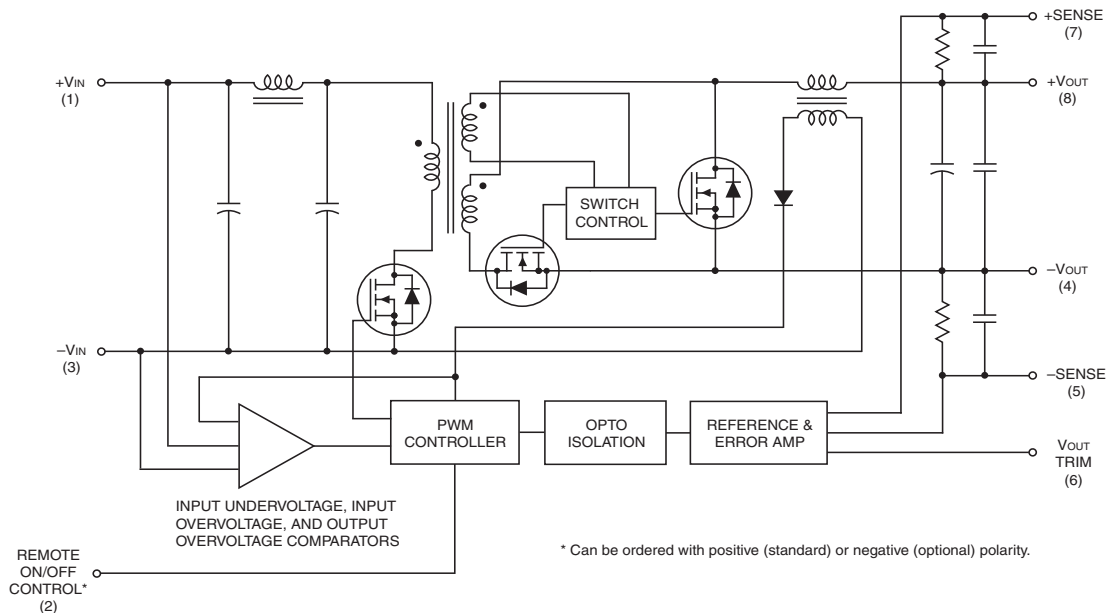 +SENSE
(7)
+VIN
(1)
+VOUT
(8)
SWITCH
CONTROL
–VOUT
(4)
–VIN
(3)
–SENSE
(5)
PWM
CONTROLLER
OPTO
ISOLATION
REFERENCE &
ERROR AMP
VOUT
TRIM
(6)
INPUT UNDERVOLTAGE, INPUT
OVERVOLTAGE, AND OUTPUT
OVERVOLTAGE COMPARATORS
REMOTE
ON/OFF
CONTROL*
(2)
* Can be ordered with positive (standard) or negative (optional) polarity.